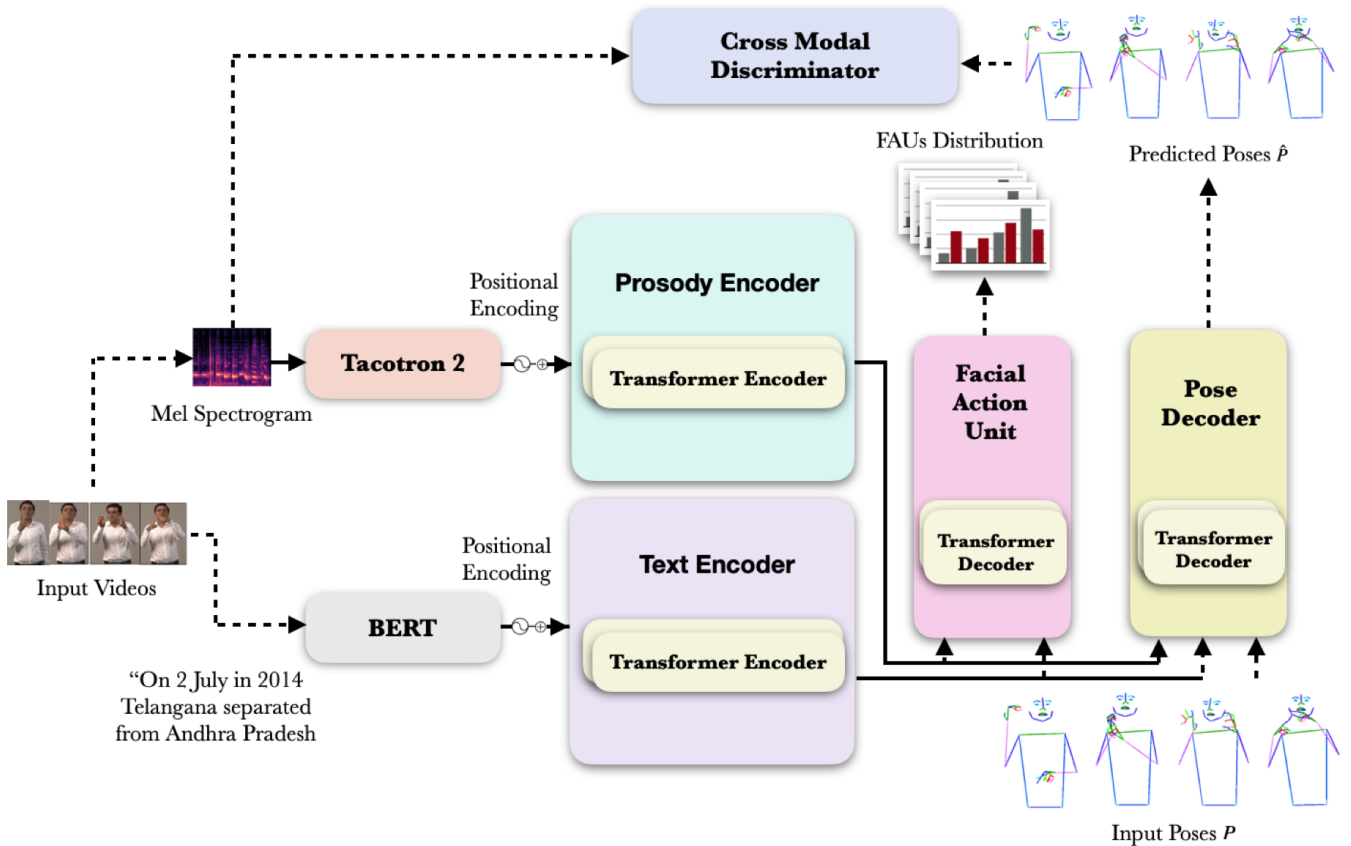 Cross Modal
Discriminator
FAUs Distribution
Predicted Poses P̂
Positional
Encoding
Prosody Encoder
Transformer Encoder
Tacotron 2
Mel Spectrogram
Facial
Action
Unit
Transformer
Decoder
Pose
Decoder
Transformer
Decoder
Input Videos
Positional
Encoding
Text Encoder
Transformer Encoder
BERT
“On 2 July in 2014
Telangana separated
from Andhra Pradesh
Input Poses P